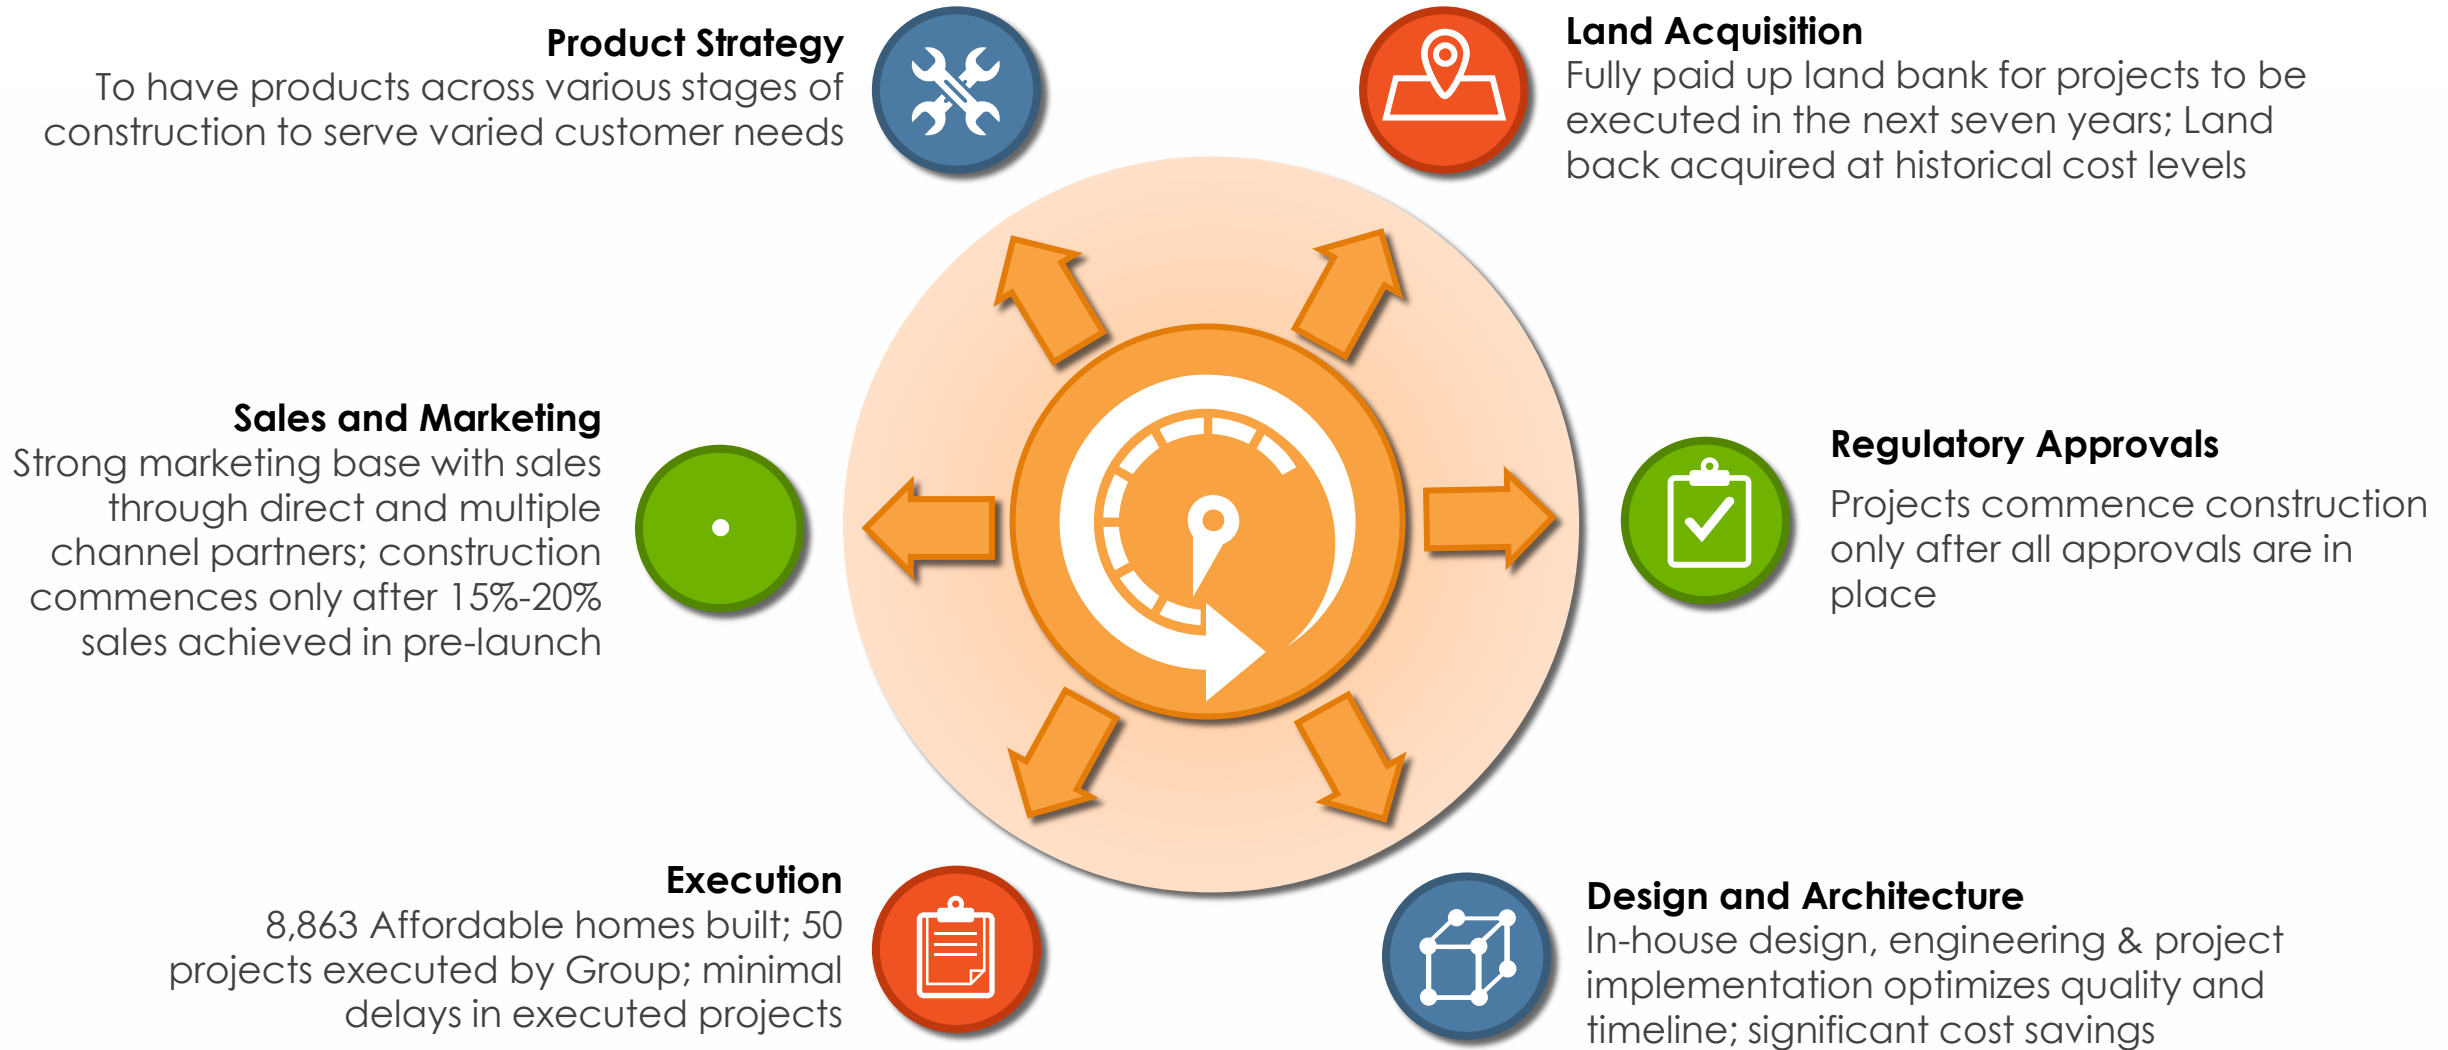 Product Strategy
To have products across various stages of
construction to serve varied customer needs
Land Acquisition
Fully paid up land bank for projects to be
executed in the next seven years; Land
back acquired at historical cost levels
Sales and Marketing
Strong marketing base with sales
through direct and multiple
channel partners; construction
commences only after 15%-20%
sales achieved in pre-launch
Regulatory Approvals
Projects commence construction
only after all approvals are in
place
Execution
8,863 Affordable homes built; 50
projects executed by Group; minimal
delays in executed projects
Design and Architecture
In-house design, engineering & project
implementation optimizes quality and
timeline; significant cost savings